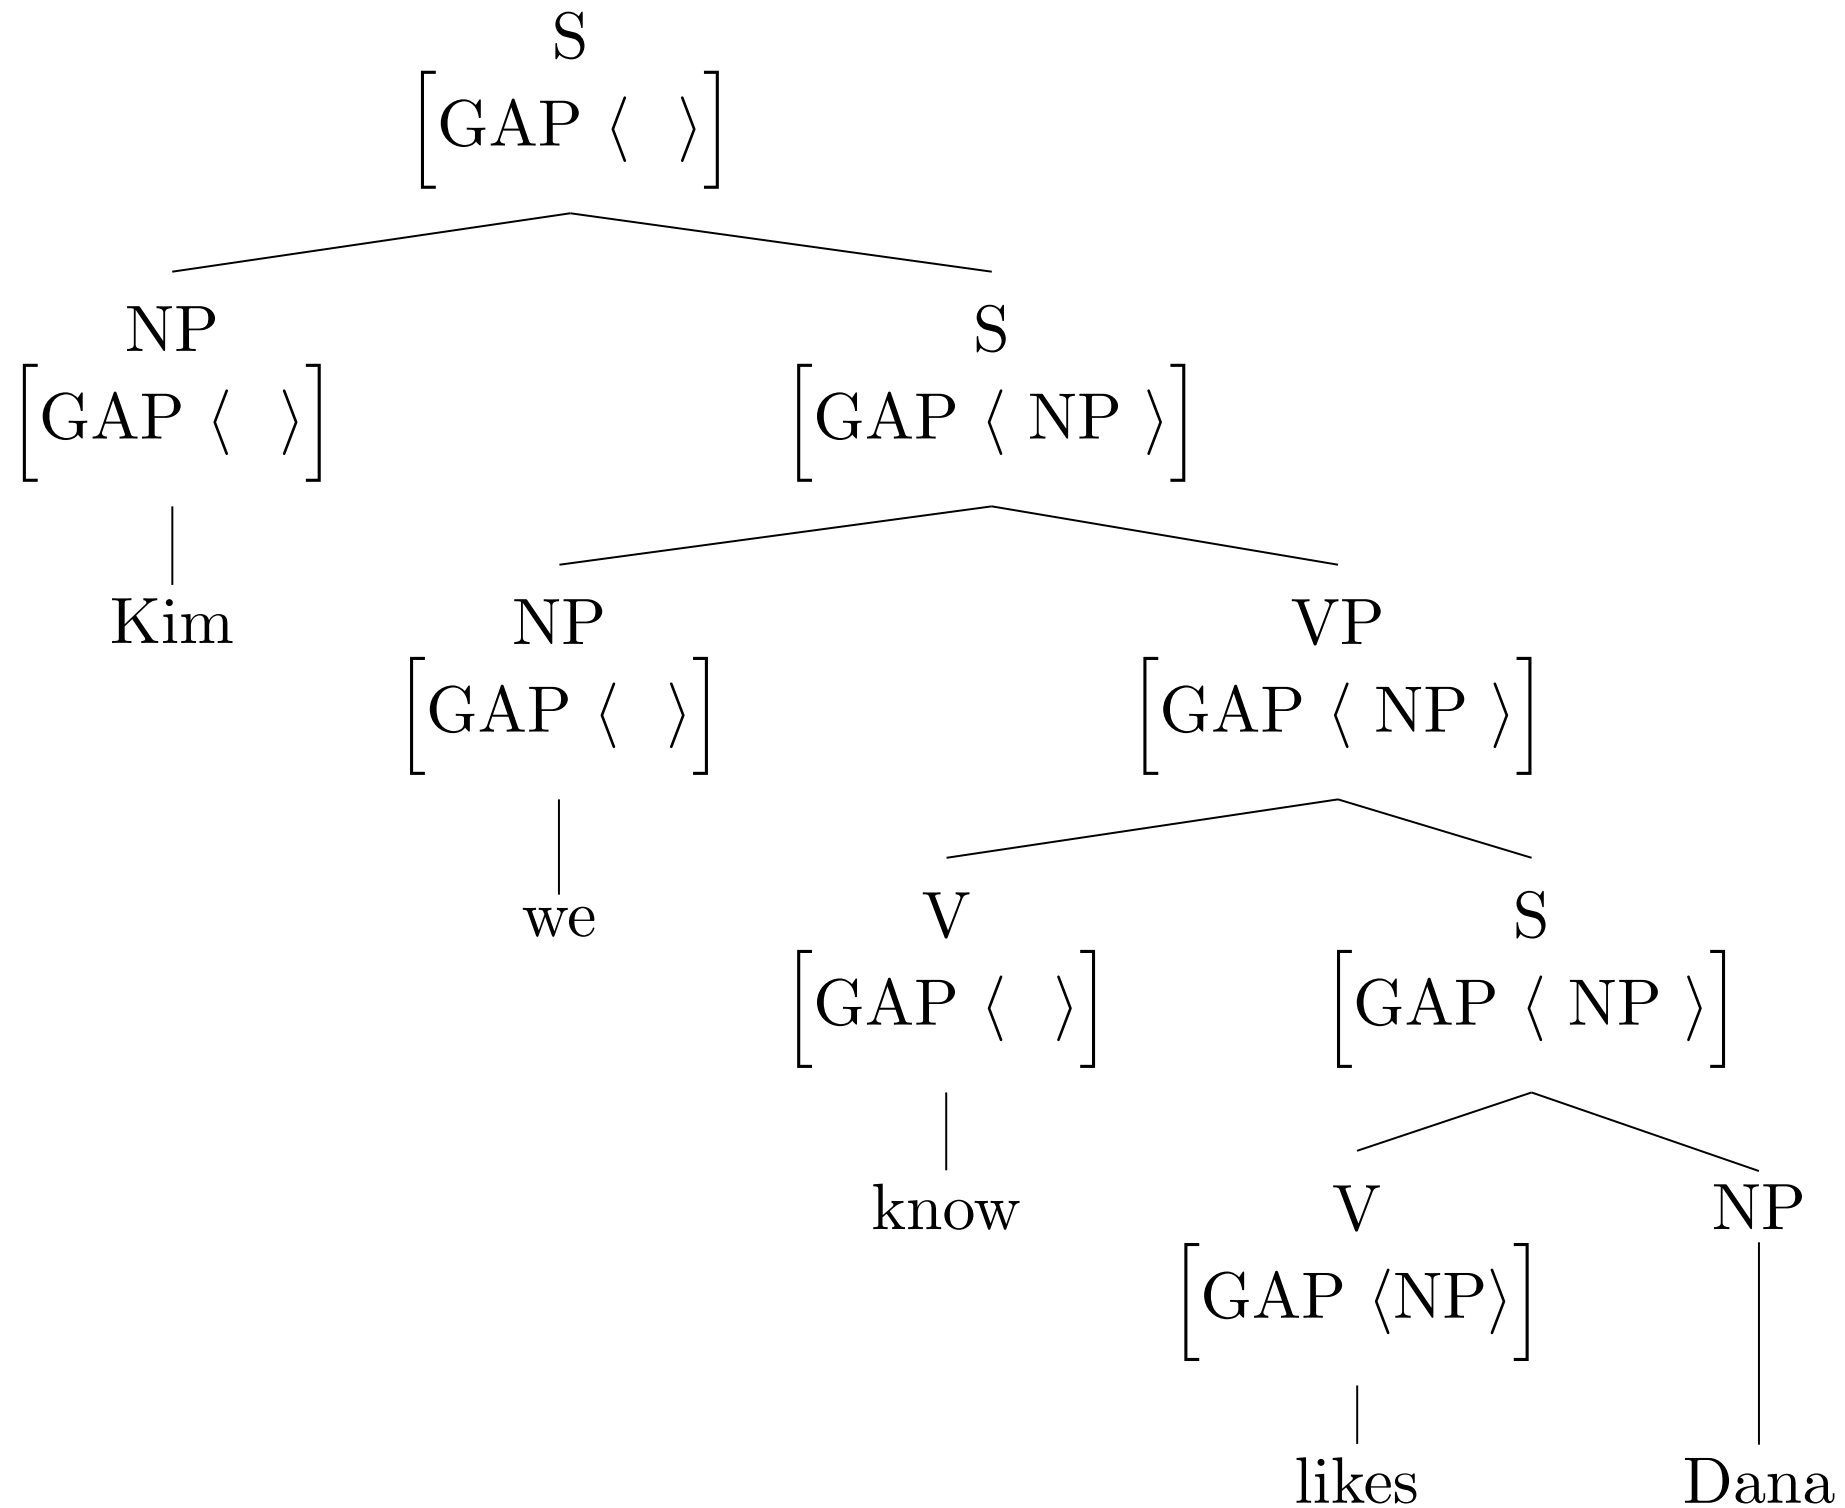 S
[GAP ⟨ ⟩]
NP S
[GAP ⟨ ⟩] [GAP ⟨ NP ⟩]
Kim NP VP
[GAP ⟨ ⟩] [GAP ⟨ NP ⟩]
we V S
[GAP ⟨ ⟩] [GAP ⟨ NP ⟩]
know V NP
[GAP ⟨NP⟩]
likes Dana